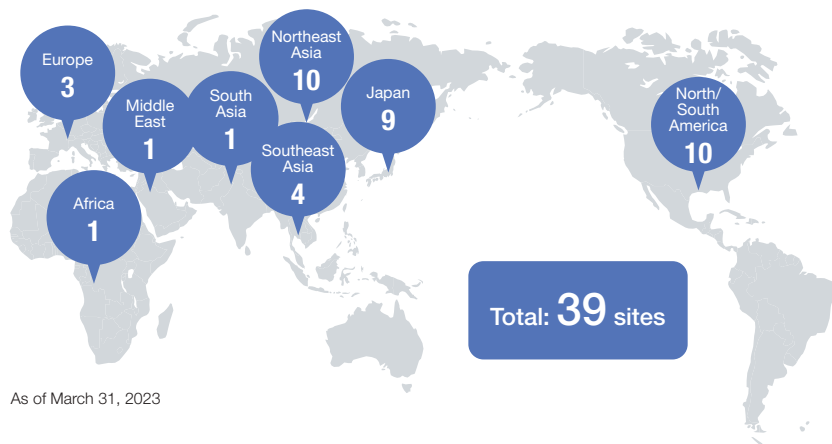 Europe
3
Middle
East
1
South
Asia
1
Northeast
Asia
10
Japan
9
Southeast
Asia
4
Africa
1
North/
South
America
10
Total: 39 sites
As of March 31, 2023